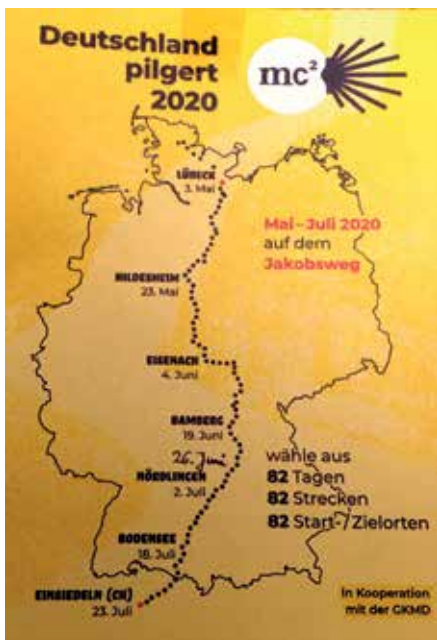 Deutschland
pilgert
2020
mc²
LÜBECK
3. Mai
Mai – Juli 2020
auf dem
Jakobsweg
HILDESHEIM
23. Mai
EISENACH
4. Juni
BAMBERG
19. Juni
26. Juni
NÖRDLINGEN
2. Juli
wähle aus
82 Tagen
82 Strecken
82 Start-/Zielorten
BODENSEE
18. Juli
EINSIEDELN (CH)
23. Juli
in Kooperation
mit der GKMD